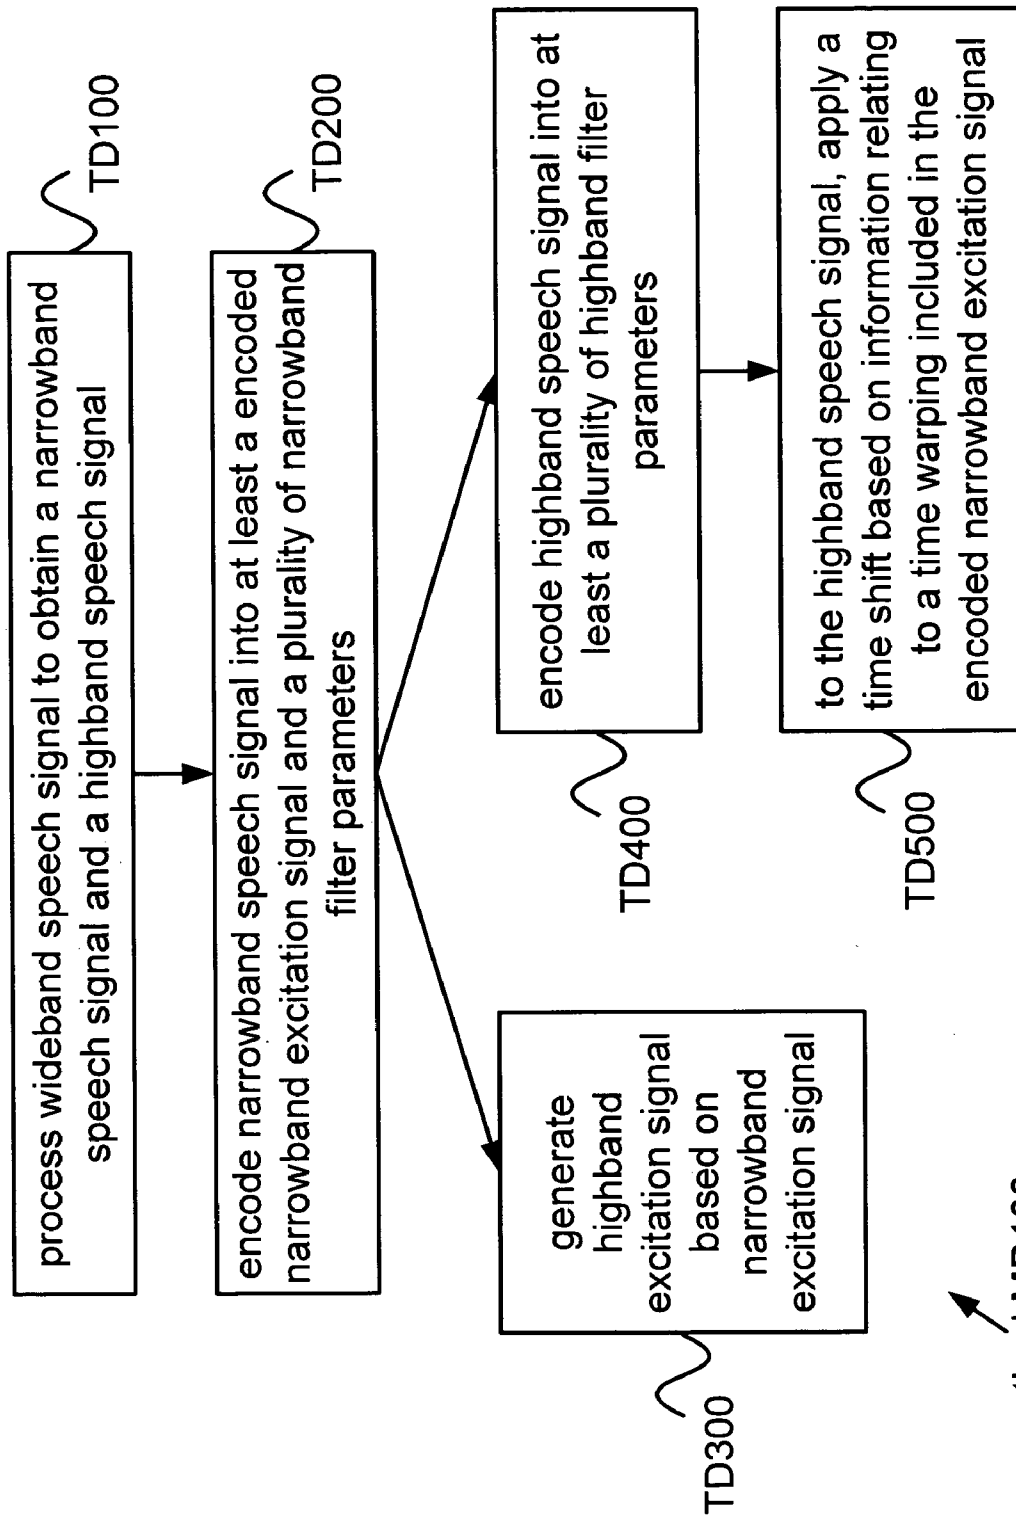 process wideband speech signal to obtain a narrowband
speech signal and a highband speech signal
TD100
encode narrowband speech signal into at least a encoded
narrowband excitation signal and a plurality of narrowband
filter parameters
TD200
generate
highband
excitation signal
based on
narrowband
excitation signal
TD300
encode highband speech signal into at
least a plurality of highband filter
parameters
TD400
to the highband speech signal, apply a
time shift based on information relating
to a time warping included in the
encoded narrowband excitation signal
TD500